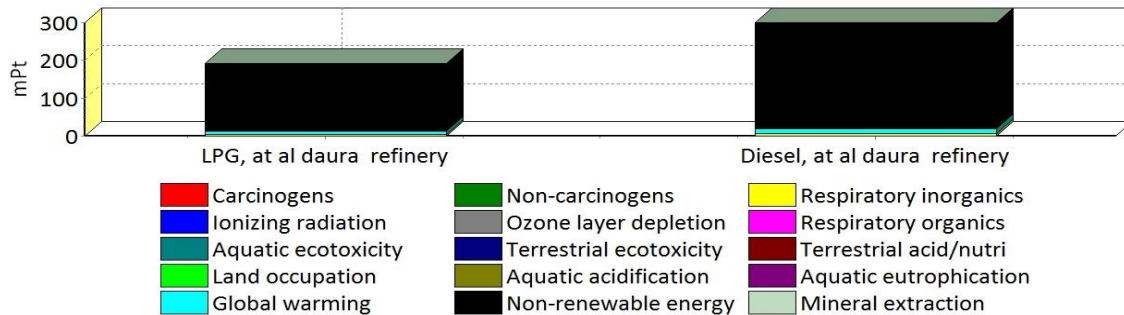 300
200
100
0
mPt
LPG, at al daura refinery
Diesel, at al daura refinery
Carcinogens Non-carcinogens Respiratory inorganics
Ionizing radiation Ozone layer depletion Respiratory organics
Aquatic ecotoxicity Terrestrial ecotoxicity Terrestrial acid/nutri
Land occupation Aquatic acidification Aquatic eutrophication
Global warming Non-renewable energy Mineral extraction